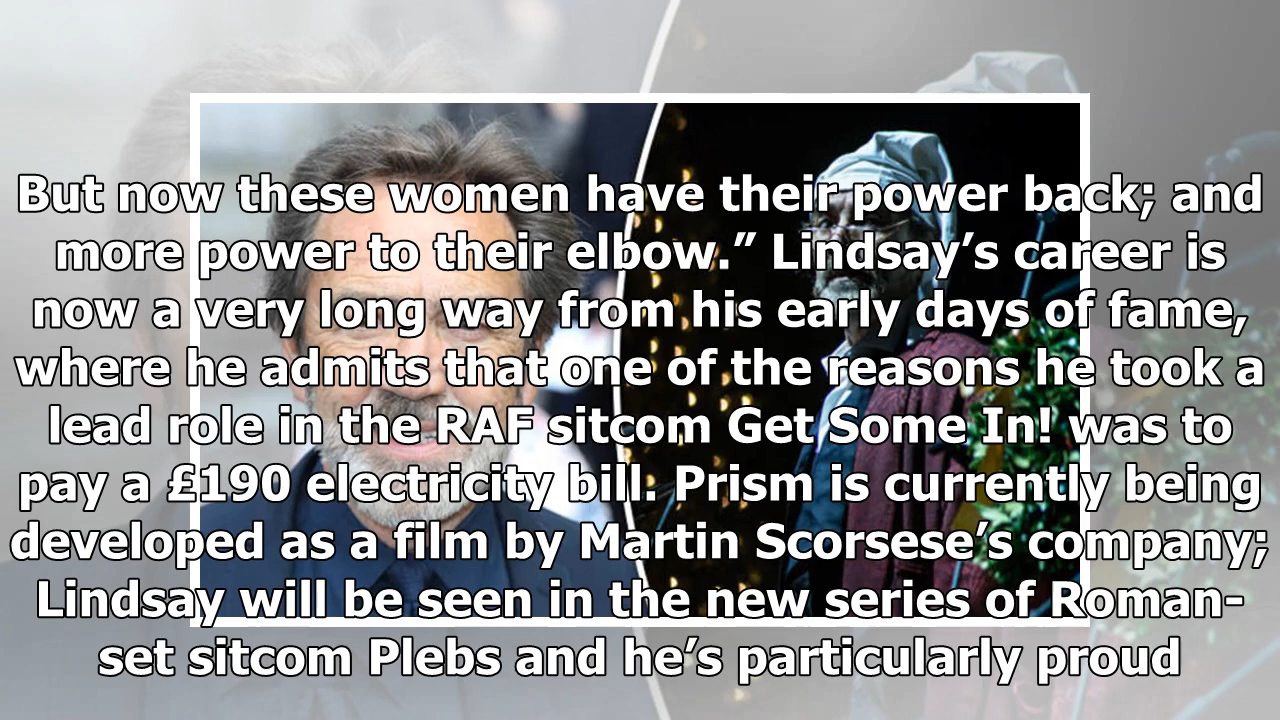 But now these women have their power back; and
more power to their elbow.” Lindsay’s career is
now a very long way from his early days of fame,
where he admits that one of the reasons he took a
lead role in the RAF sitcom Get Some In! was to
pay a £190 electricity bill. Prism is currently being
developed as a film by Martin Scorsese’s company;
Lindsay will be seen in the new series of Roman-
set sitcom Plebs and he’s particularly proud